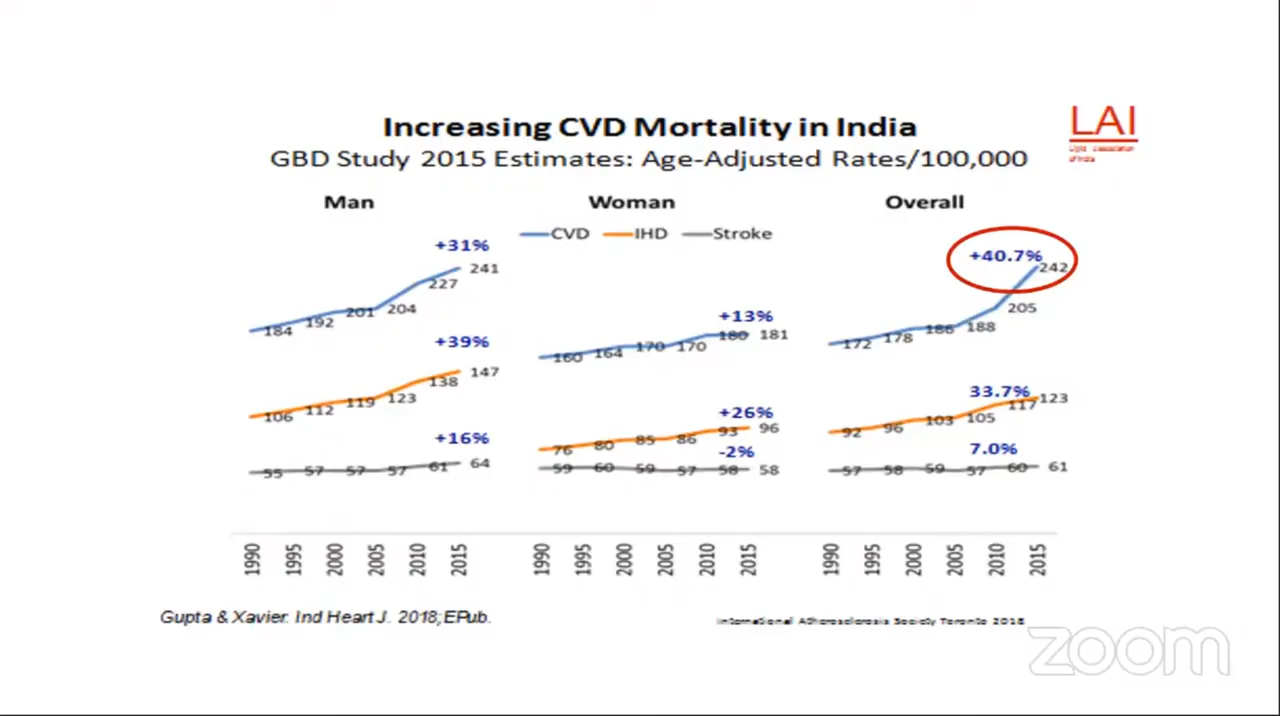 Increasing CVD Mortality in India
LAI
GBD Study 2015 Estimates: Age-Adjusted Rates/100,000
of India
Man
Woman
Overall
CVD IHD Stroke
+31%
184 192 201 204 227 241
+39%
106 112 119 123 138 147
+16%
55 57 57 57 61 64
+13%
160 164 170 170 180 181
+26%
76 80 85 86 93 96
-2%
59 60 59 57 58 58
+40.7%
172 178 186 188 205 242
33.7%
92 96 103 105 117 123
7.0%
57 58 59 57 60 61
1990 1995 2000 2005 2010 2015
1990 1995 2000 2005 2010 2015
1990 1995 2000 2005 2010 2015
Gupta & Xavier. Ind Heart J. 2018;EPub.
International Atherosclerosis Society Toronto 2018
zoom